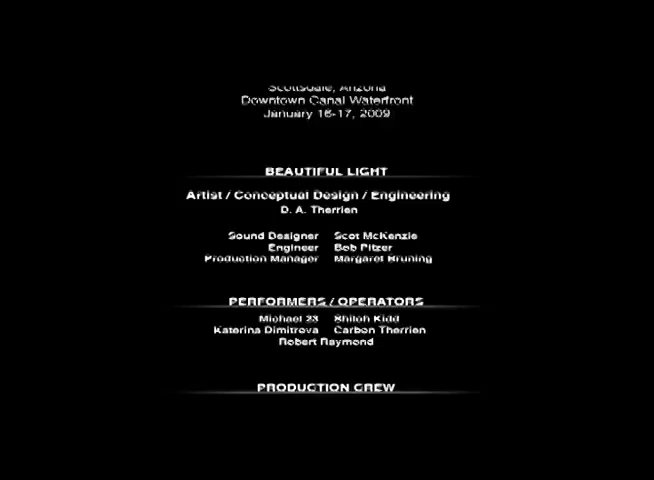 Scottsdale, Arizona
Downtown Canal Waterfront
January 16-17, 2009
BEAUTIFUL LIGHT
Artist / Conceptual Design / Engineering
D. A. Therrien
Sound Designer Scot McKenzie
Engineer Bob Pitzer
Production Manager Margaret Bruning
PERFORMERS / OPERATORS
Michael 23 Shiloh Kidd
Katerina Dimitrova Carbon Therrien
Robert Raymond
PRODUCTION CREW